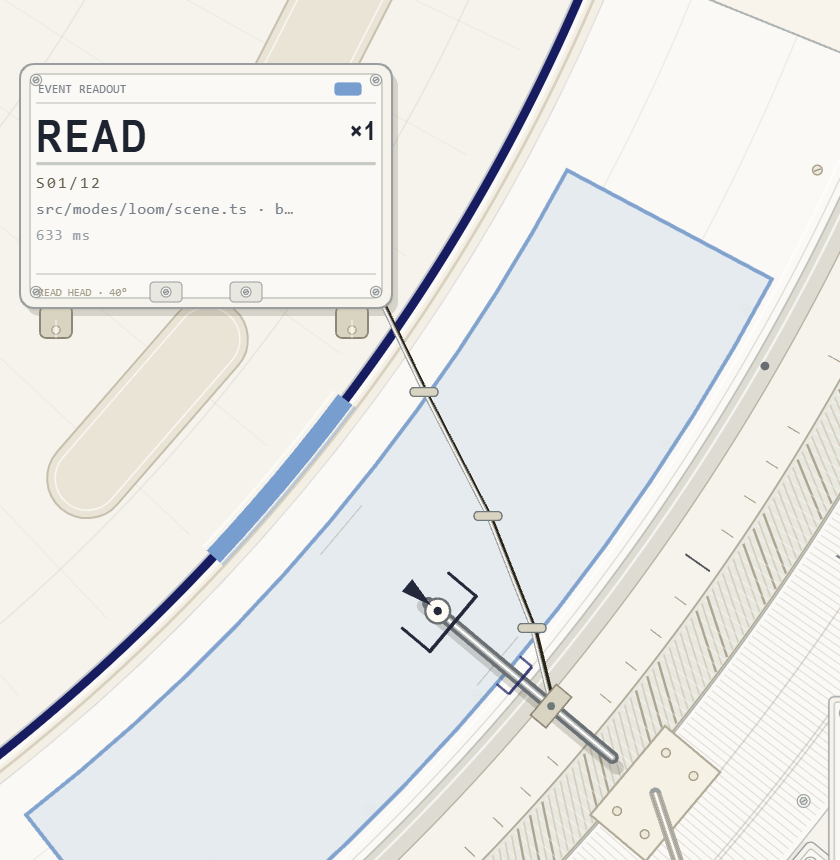 EVENT READOUT
READ ×1
S01/12
src/modes/loom/scene.ts · b…
633 ms
READ HEAD · 40°